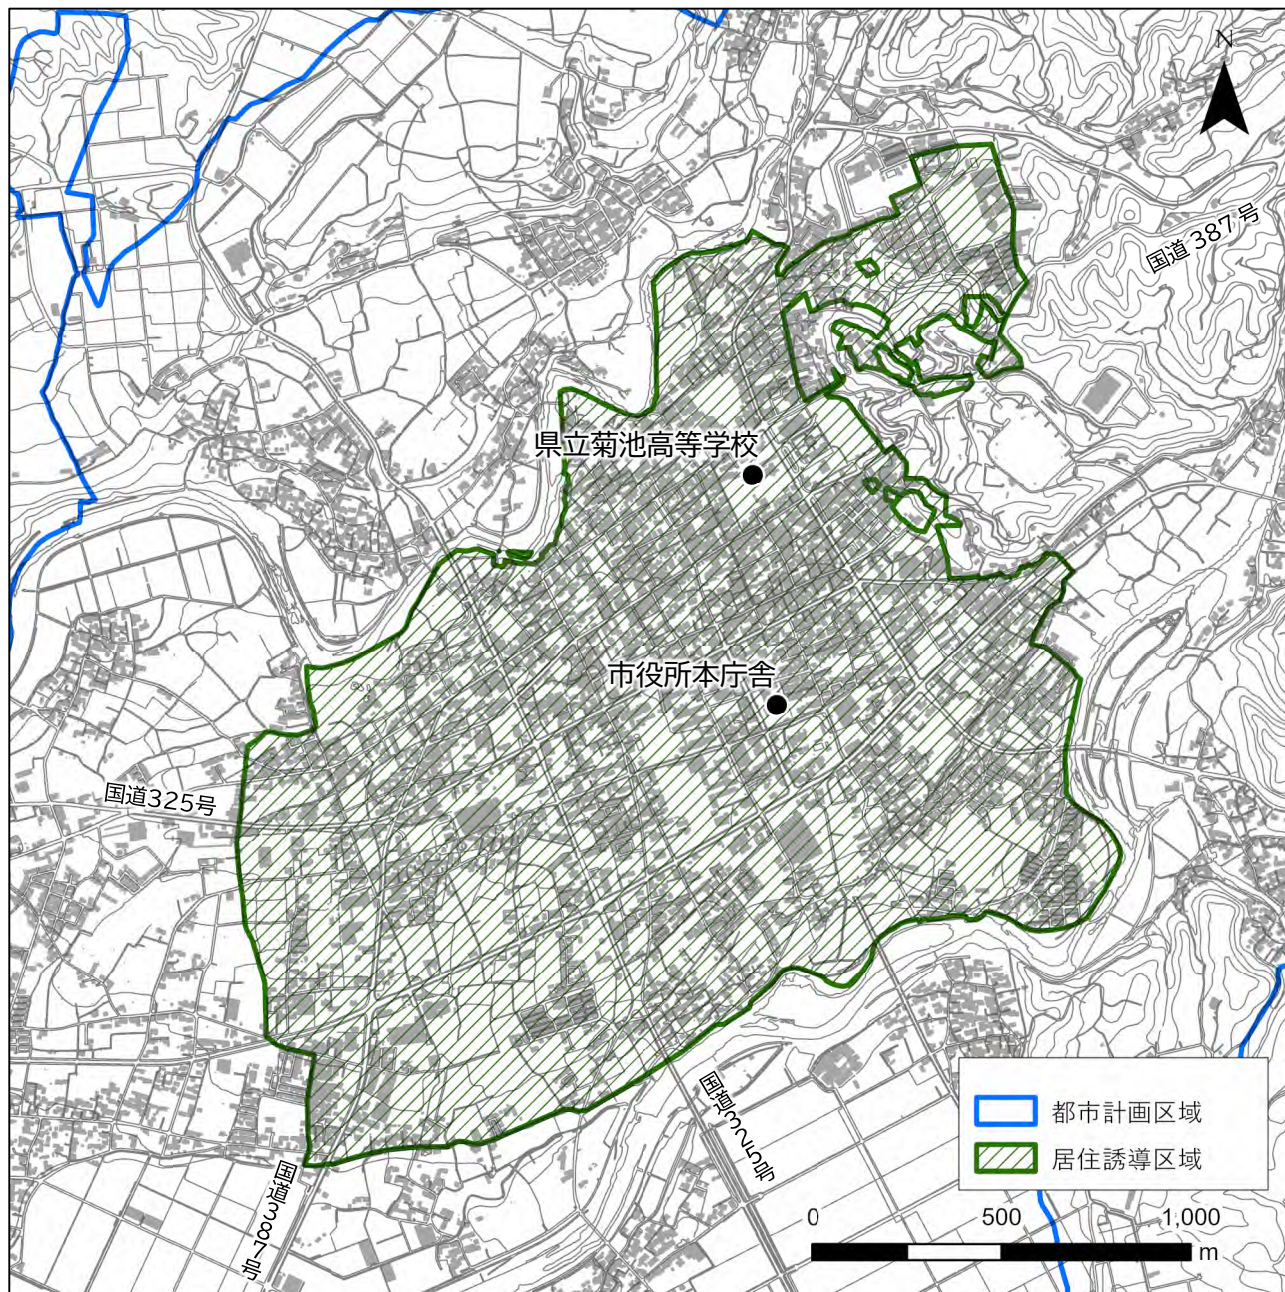 N
国道387号
県立菊池高等学校
市役所本庁舎
国道325号
国道325号
国道387号
都市計画区域
居住誘導区域
0 500 1,000
m